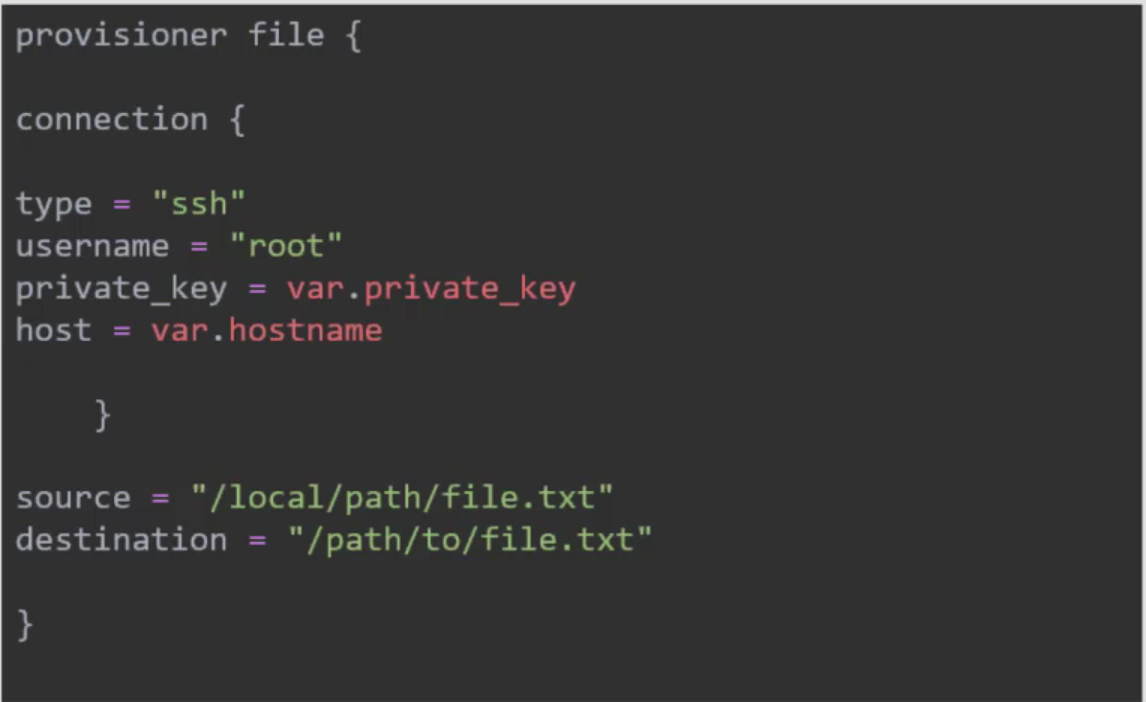 provisioner file {
connection {
type = "ssh"
username = "root"
private_key = var.private_key
host = var.hostname
}
source = "/local/path/file.txt"
destination = "/path/to/file.txt"
}